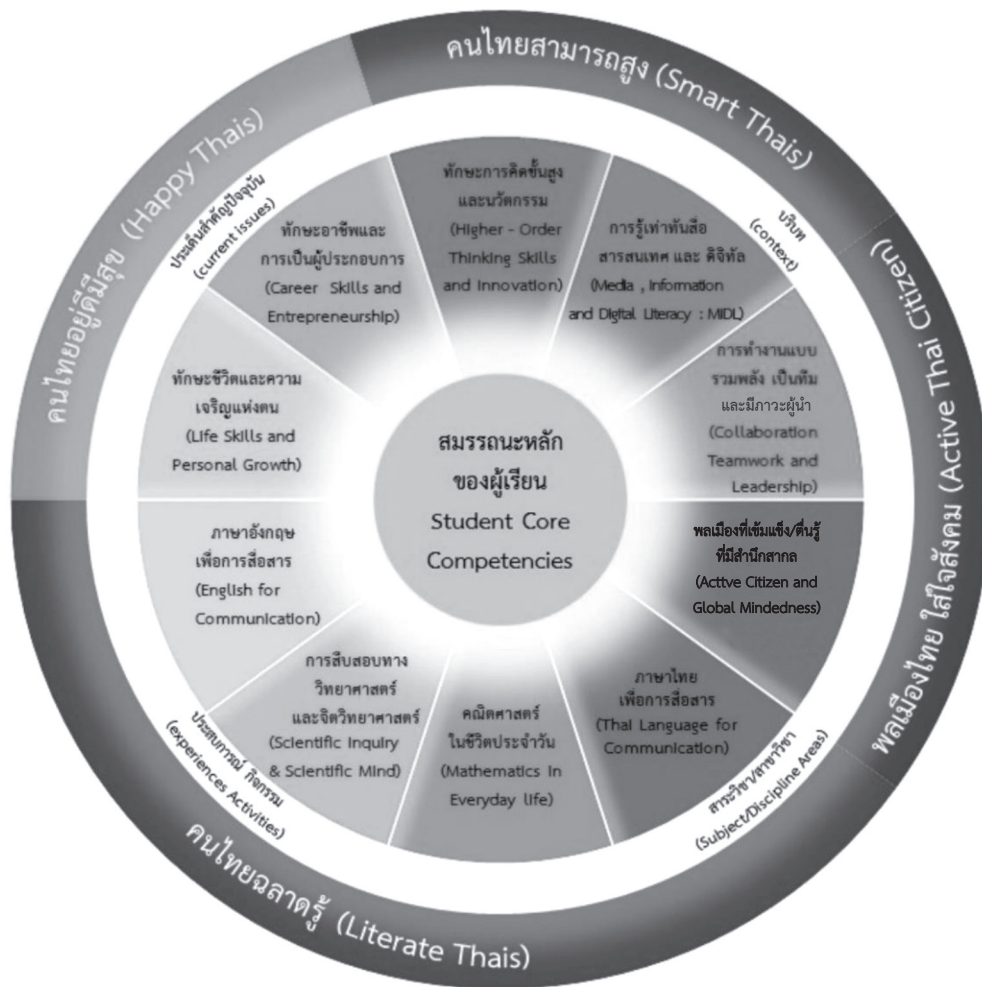 คนไทยสามารถสูง (Smart Thais)
พลเมืองไทย ใส่ใจสังคม (Active Thai Citizen)
คนไทยฉลาดรู้ (Literate Thais)
คนไทยอยู่ดีมีสุข (Happy Thais)
ประเด็นสำคัญปัจจุบัน
(current issues)
บริบท
(context)
สาระวิชา/สาขาวิชา
(Subject/Discipline Areas)
ประสบการณ์ กิจกรรม
(experiences Activities)
ทักษะการคิดขั้นสูง
และนวัตกรรม
(Higher - Order
Thinking Skills
and Innovation)
การรู้เท่าทันสื่อ
สารสนเทศ และ ดิจิทัล
(Media , Information
and Digital Literacy : MIDL)
การทำงานแบบ
รวมพลัง เป็นทีม
และมีภาวะผู้นำ
(Collaboration
Teamwork and
Leadership)
พลเมืองที่เข้มแข็ง/ตื่นรู้
ที่มีสำนึกสากล
(Acttve Citizen and
Global Mindedness)
ภาษาไทย
เพื่อการสื่อสาร
(Thai Language for
Communication)
คณิตศาสตร์
ในชีวิตประจำวัน
(Mathematics in
Everyday life)
การสืบสอบทาง
วิทยาศาสตร์
และจิตวิทยาศาสตร์
(Scientific Inquiry
& Scientific Mind)
ภาษาอังกฤษ
เพื่อการสื่อสาร
(English for
Communication)
ทักษะชีวิตและความ
เจริญแห่งตน
(Life Skills and
Personal Growth)
ทักษะอาชีพและ
การเป็นผู้ประกอบการ
(Career Skills and
Entrepreneurship)
สมรรถนะหลัก
ของผู้เรียน
Student Core
Competencies